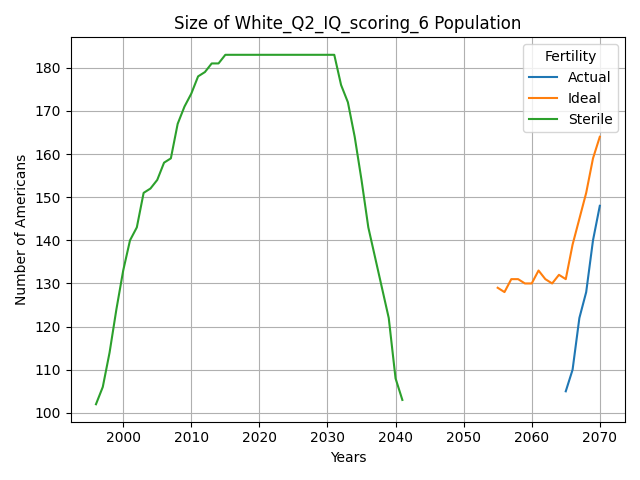 Size of White_Q2_IQ_scoring_6 Population
Fertility
Actual
Ideal
Sterile
Number of Americans
180
170
160
150
140
130
120
110
100
2000 2010 2020 2030 2040 2050 2060 2070
Years